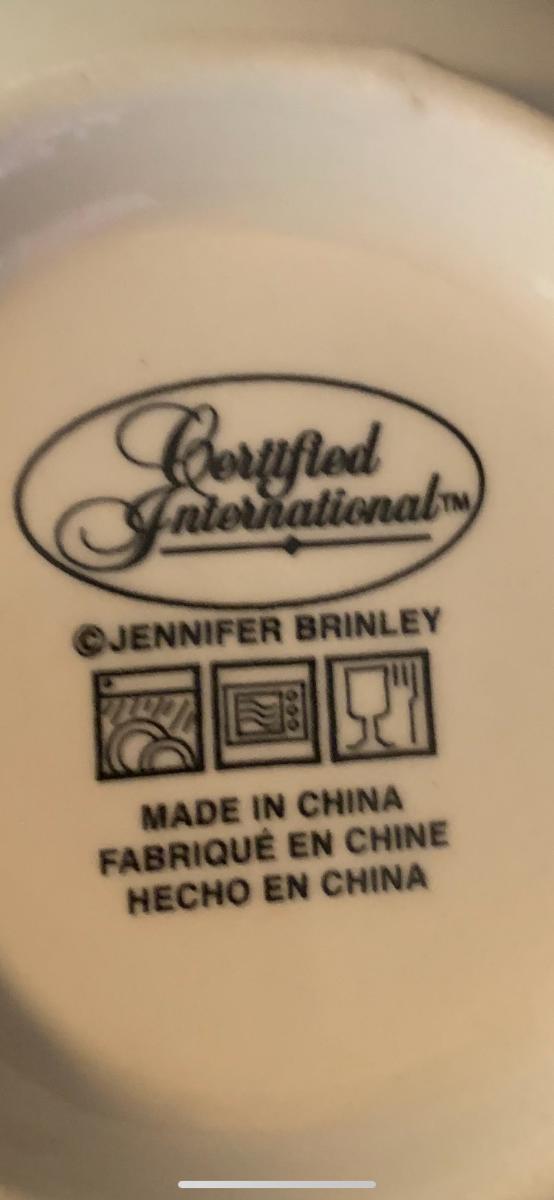 Certified
International™
©JENNIFER BRINLEY
MADE IN CHINA
FABRIQUÉ EN CHINE
HECHO EN CHINA